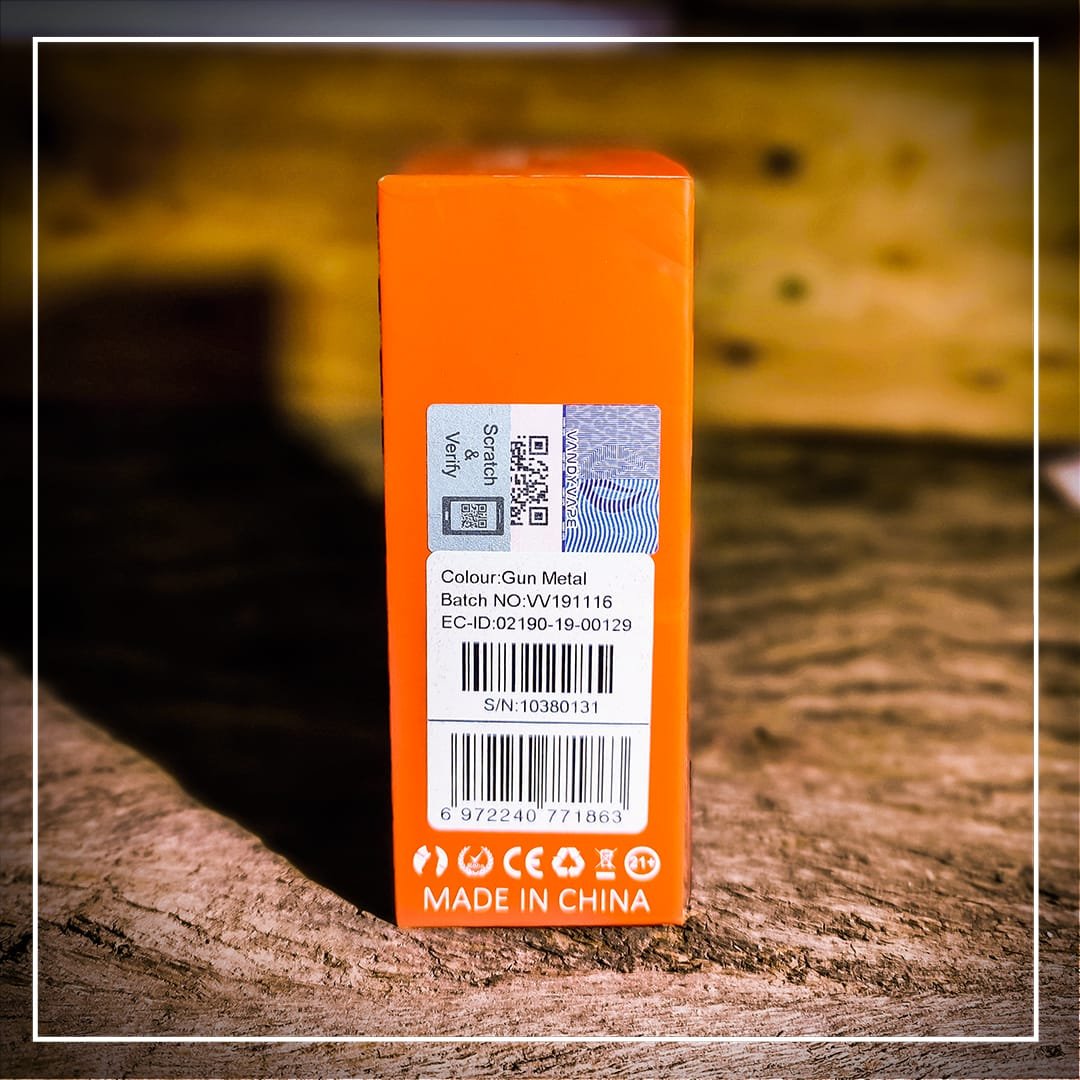 Scratch
&
Verify
VANDYVAPE
Colour:Gun Metal
Batch NO:VV191116
EC-ID:02190-19-00129
S/N:10380131
6 972240 771863
CE
21+
MADE IN CHINA